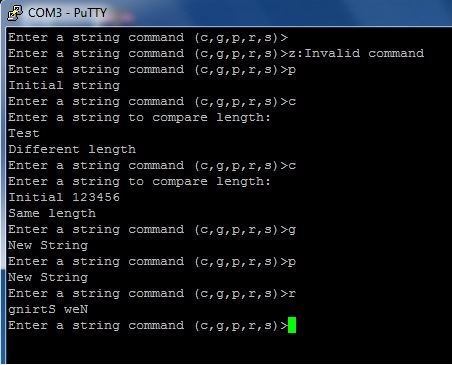 COM3 - PuTTY
Enter a string command (c,g,p,r,s)>
Enter a string command (c,g,p,r,s)>z:Invalid command
Enter a string command (c,g,p,r,s)>p
Initial string
Enter a string command (c,g,p,r,s)>c
Enter a string to compare length:
Test
Different length
Enter a string command (c,g,p,r,s)>c
Enter a string to compare length:
Initial 123456
Same length
Enter a string command (c,g,p,r,s)>g
New String
Enter a string command (c,g,p,r,s)>p
New String
Enter a string command (c,g,p,r,s)>r
gnirtS weN
Enter a string command (c,g,p,r,s)>